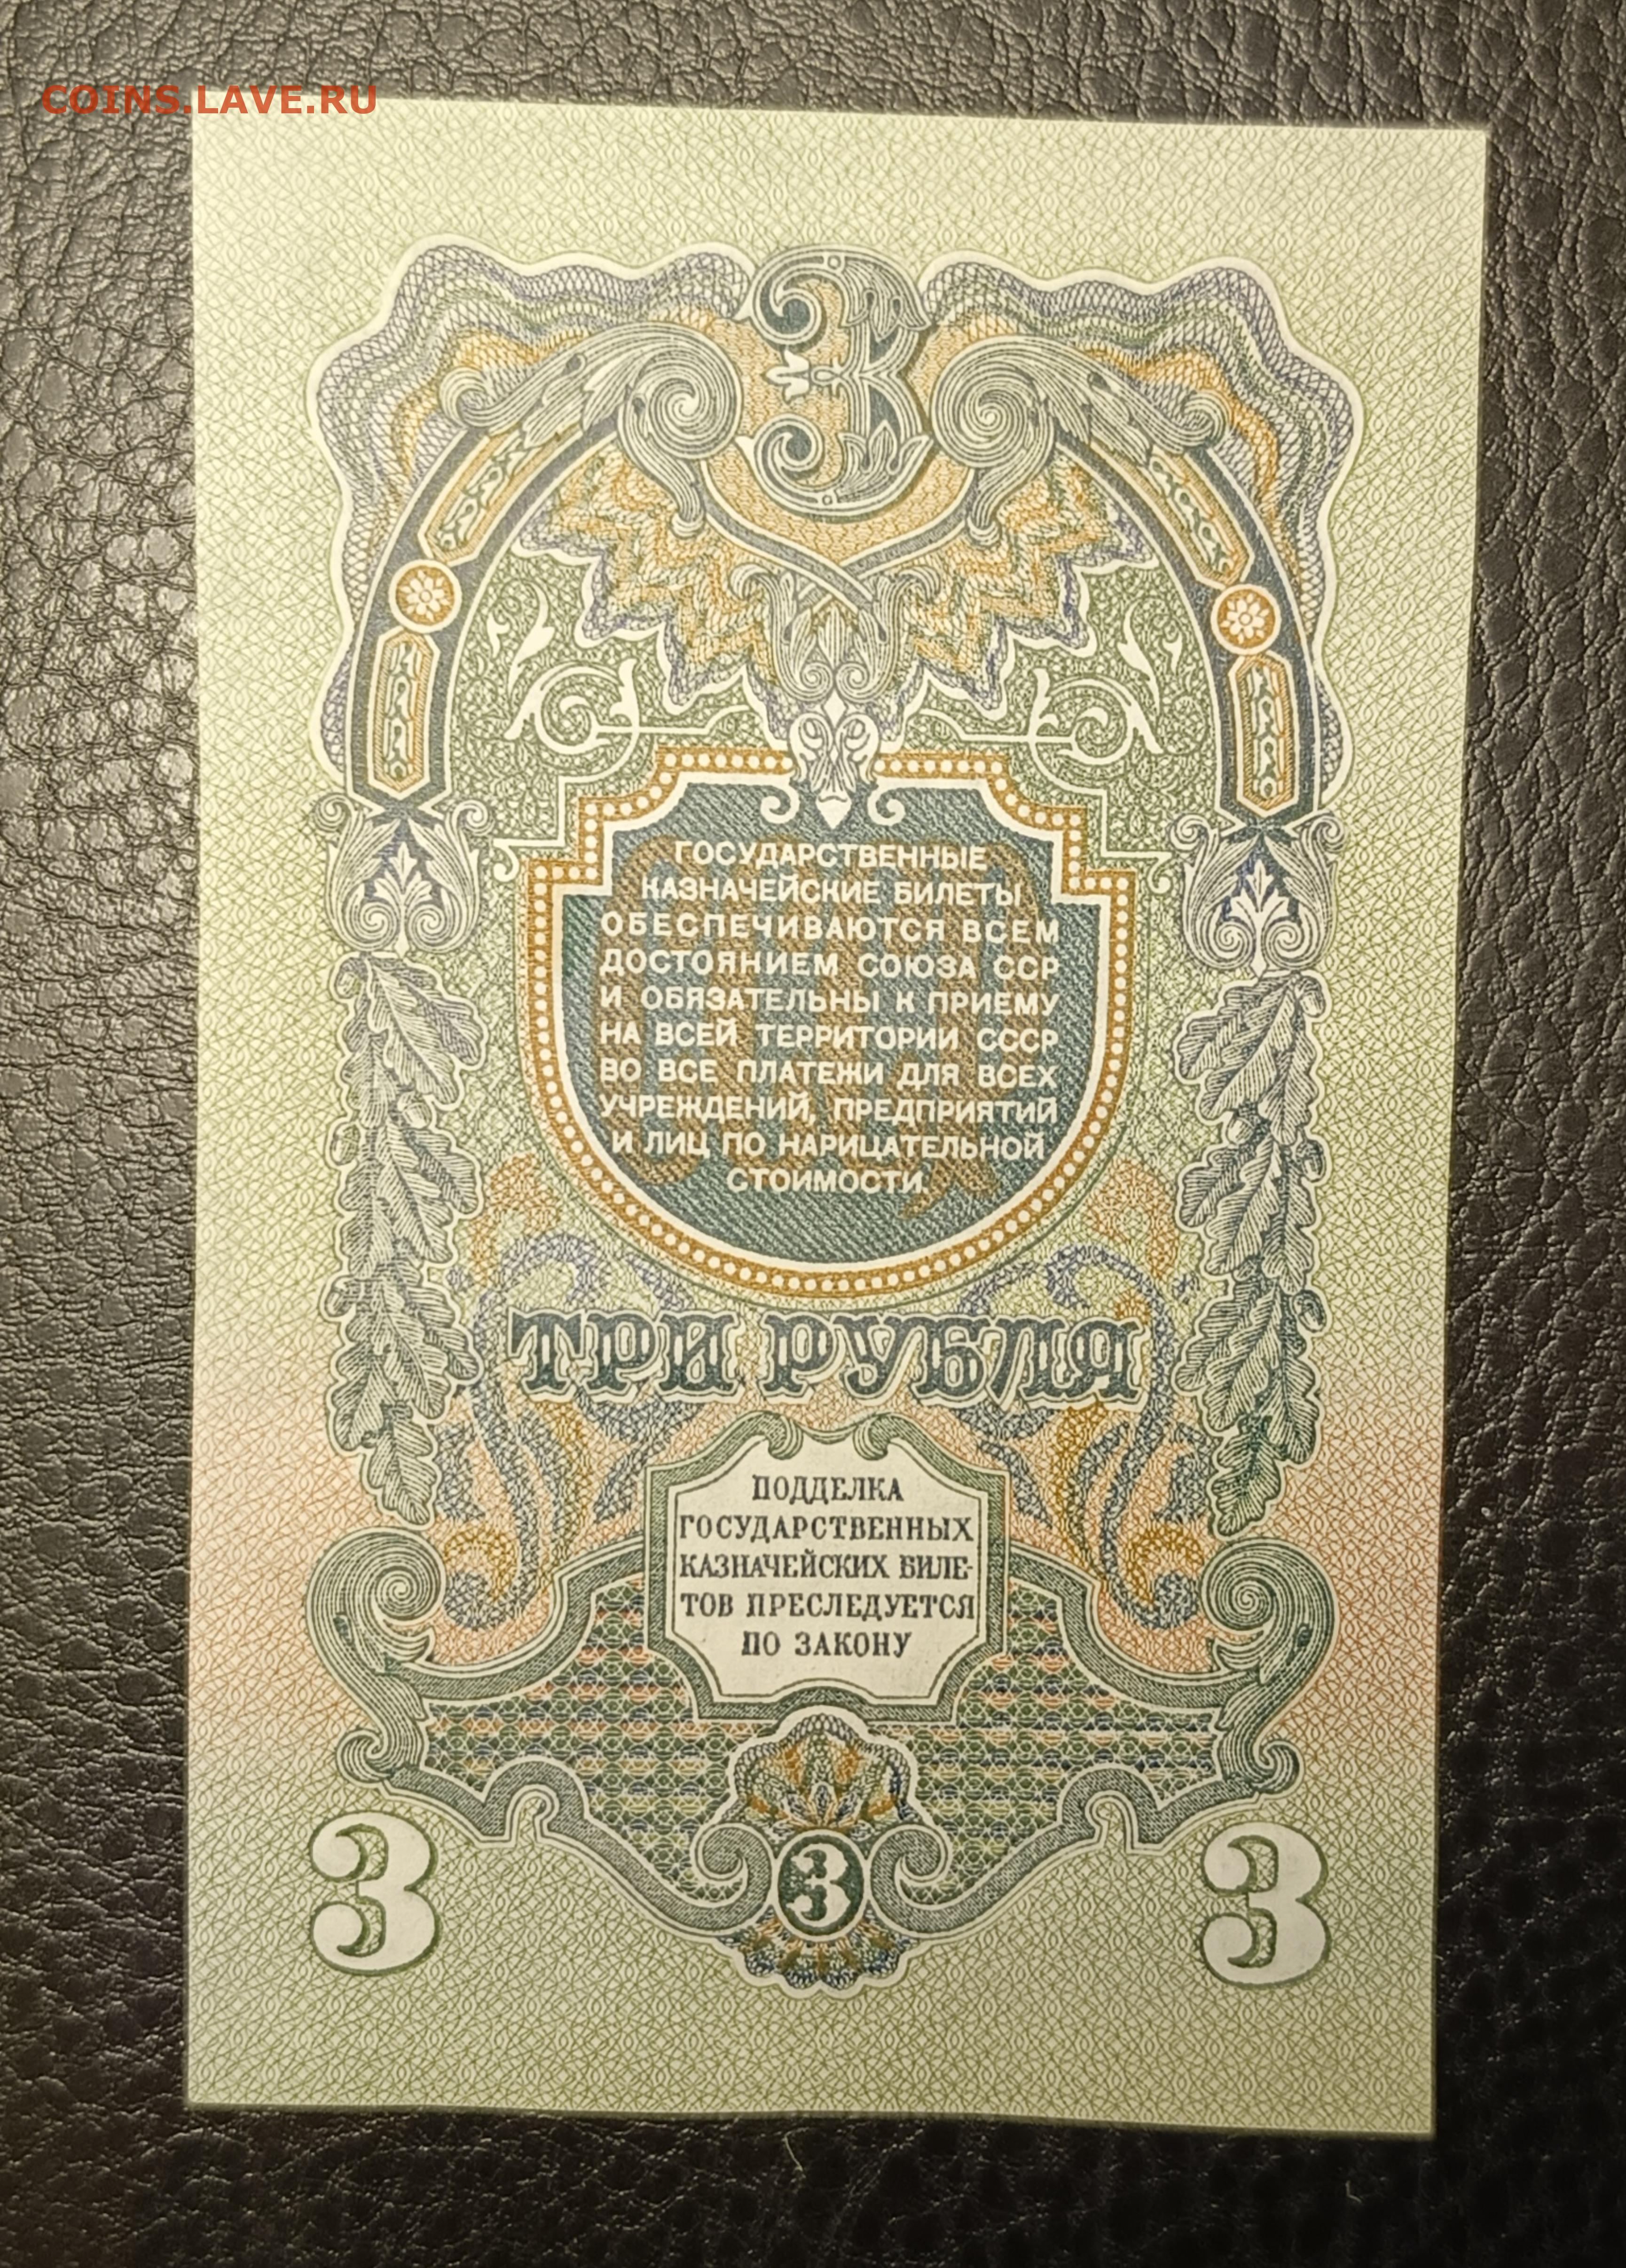 COINS.LAVE.RU
3
ГОСУДАРСТВЕННЫЕ
КАЗНАЧЕЙСКИЕ БИЛЕТЫ
ОБЕСПЕЧИВАЮТСЯ ВСЕМ
ДОСТОЯНИЕМ СОЮЗА ССР
И ОБЯЗАТЕЛЬНЫ К ПРИЕМУ
НА ВСЕЙ ТЕРРИТОРИИ СССР
ВО ВСЕ ПЛАТЕЖИ ДЛЯ ВСЕХ
УЧРЕЖДЕНИЙ, ПРЕДПРИЯТИЙ
И ЛИЦ ПО НАРИЦАТЕЛЬНОЙ
СТОИМОСТИ.
ТРИ РУБЛЯ
ПОДДЕЛКА
ГОСУДАРСТВЕННЫХ
КАЗНАЧЕЙСКИХ БИЛЕ-
ТОВ ПРЕСЛЕДУЕТСЯ
ПО ЗАКОНУ
3 3 3